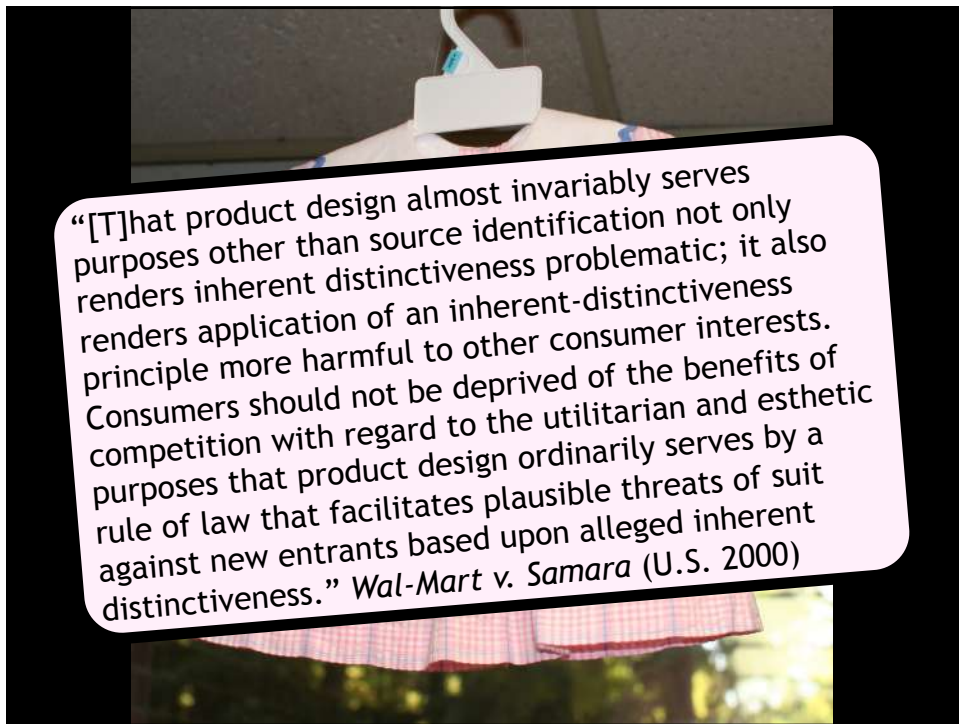 “[T]hat product design almost invariably serves
purposes other than source identification not only
renders inherent distinctiveness problematic; it also
renders application of an inherent-distinctiveness
principle more harmful to other consumer interests.
Consumers should not be deprived of the benefits of
competition with regard to the utilitarian and esthetic
purposes that product design ordinarily serves by a
rule of law that facilitates plausible threats of suit
against new entrants based upon alleged inherent
distinctiveness.” Wal-Mart v. Samara (U.S. 2000)